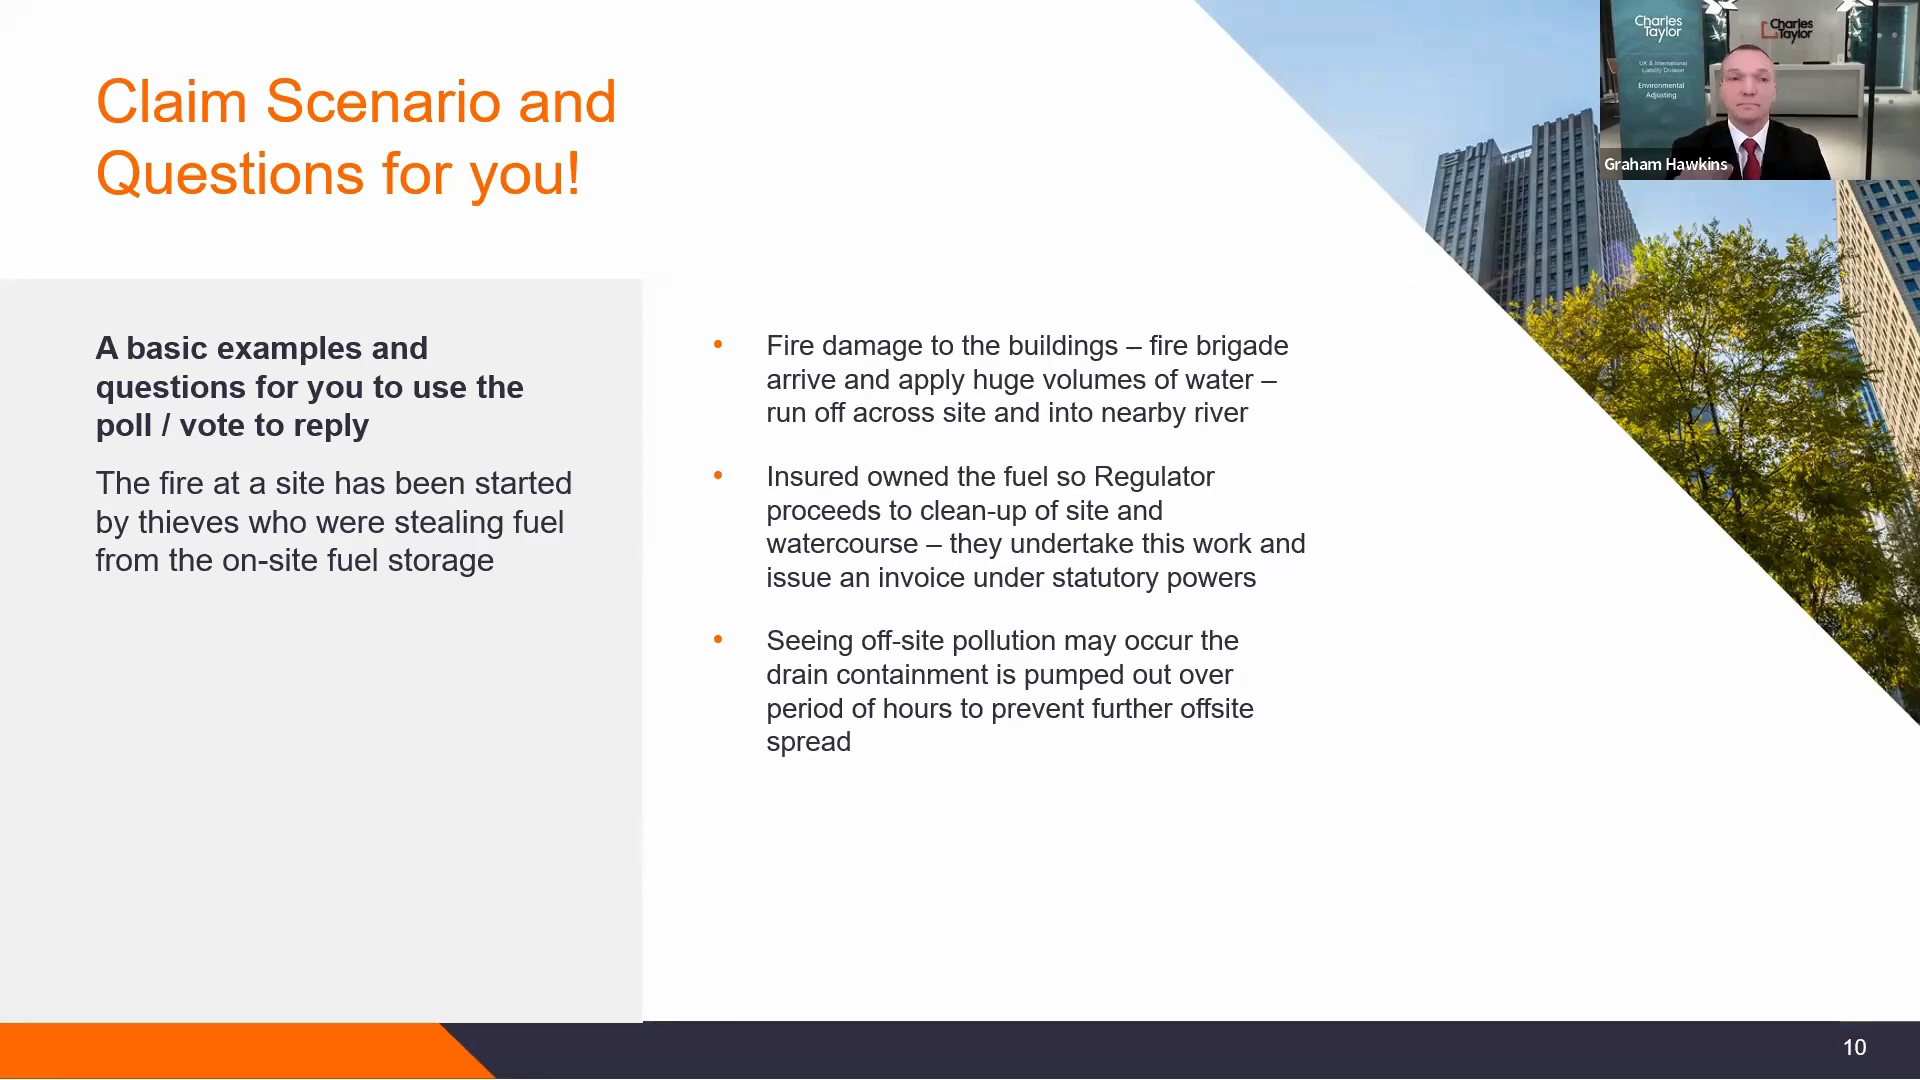 Claim Scenario and
Questions for you!
A basic examples and
questions for you to use the
poll / vote to reply
The fire at a site has been started
by thieves who were stealing fuel
from the on-site fuel storage
• Fire damage to the buildings – fire brigade
arrive and apply huge volumes of water –
run off across site and into nearby river
• Insured owned the fuel so Regulator
proceeds to clean-up of site and
watercourse – they undertake this work and
issue an invoice under statutory powers
• Seeing off-site pollution may occur the
drain containment is pumped out over
period of hours to prevent further offsite
spread
Charles
Taylor
UK & International
Liability Division
Environmental
Adjusting
Charles
Taylor
Graham Hawkins
10